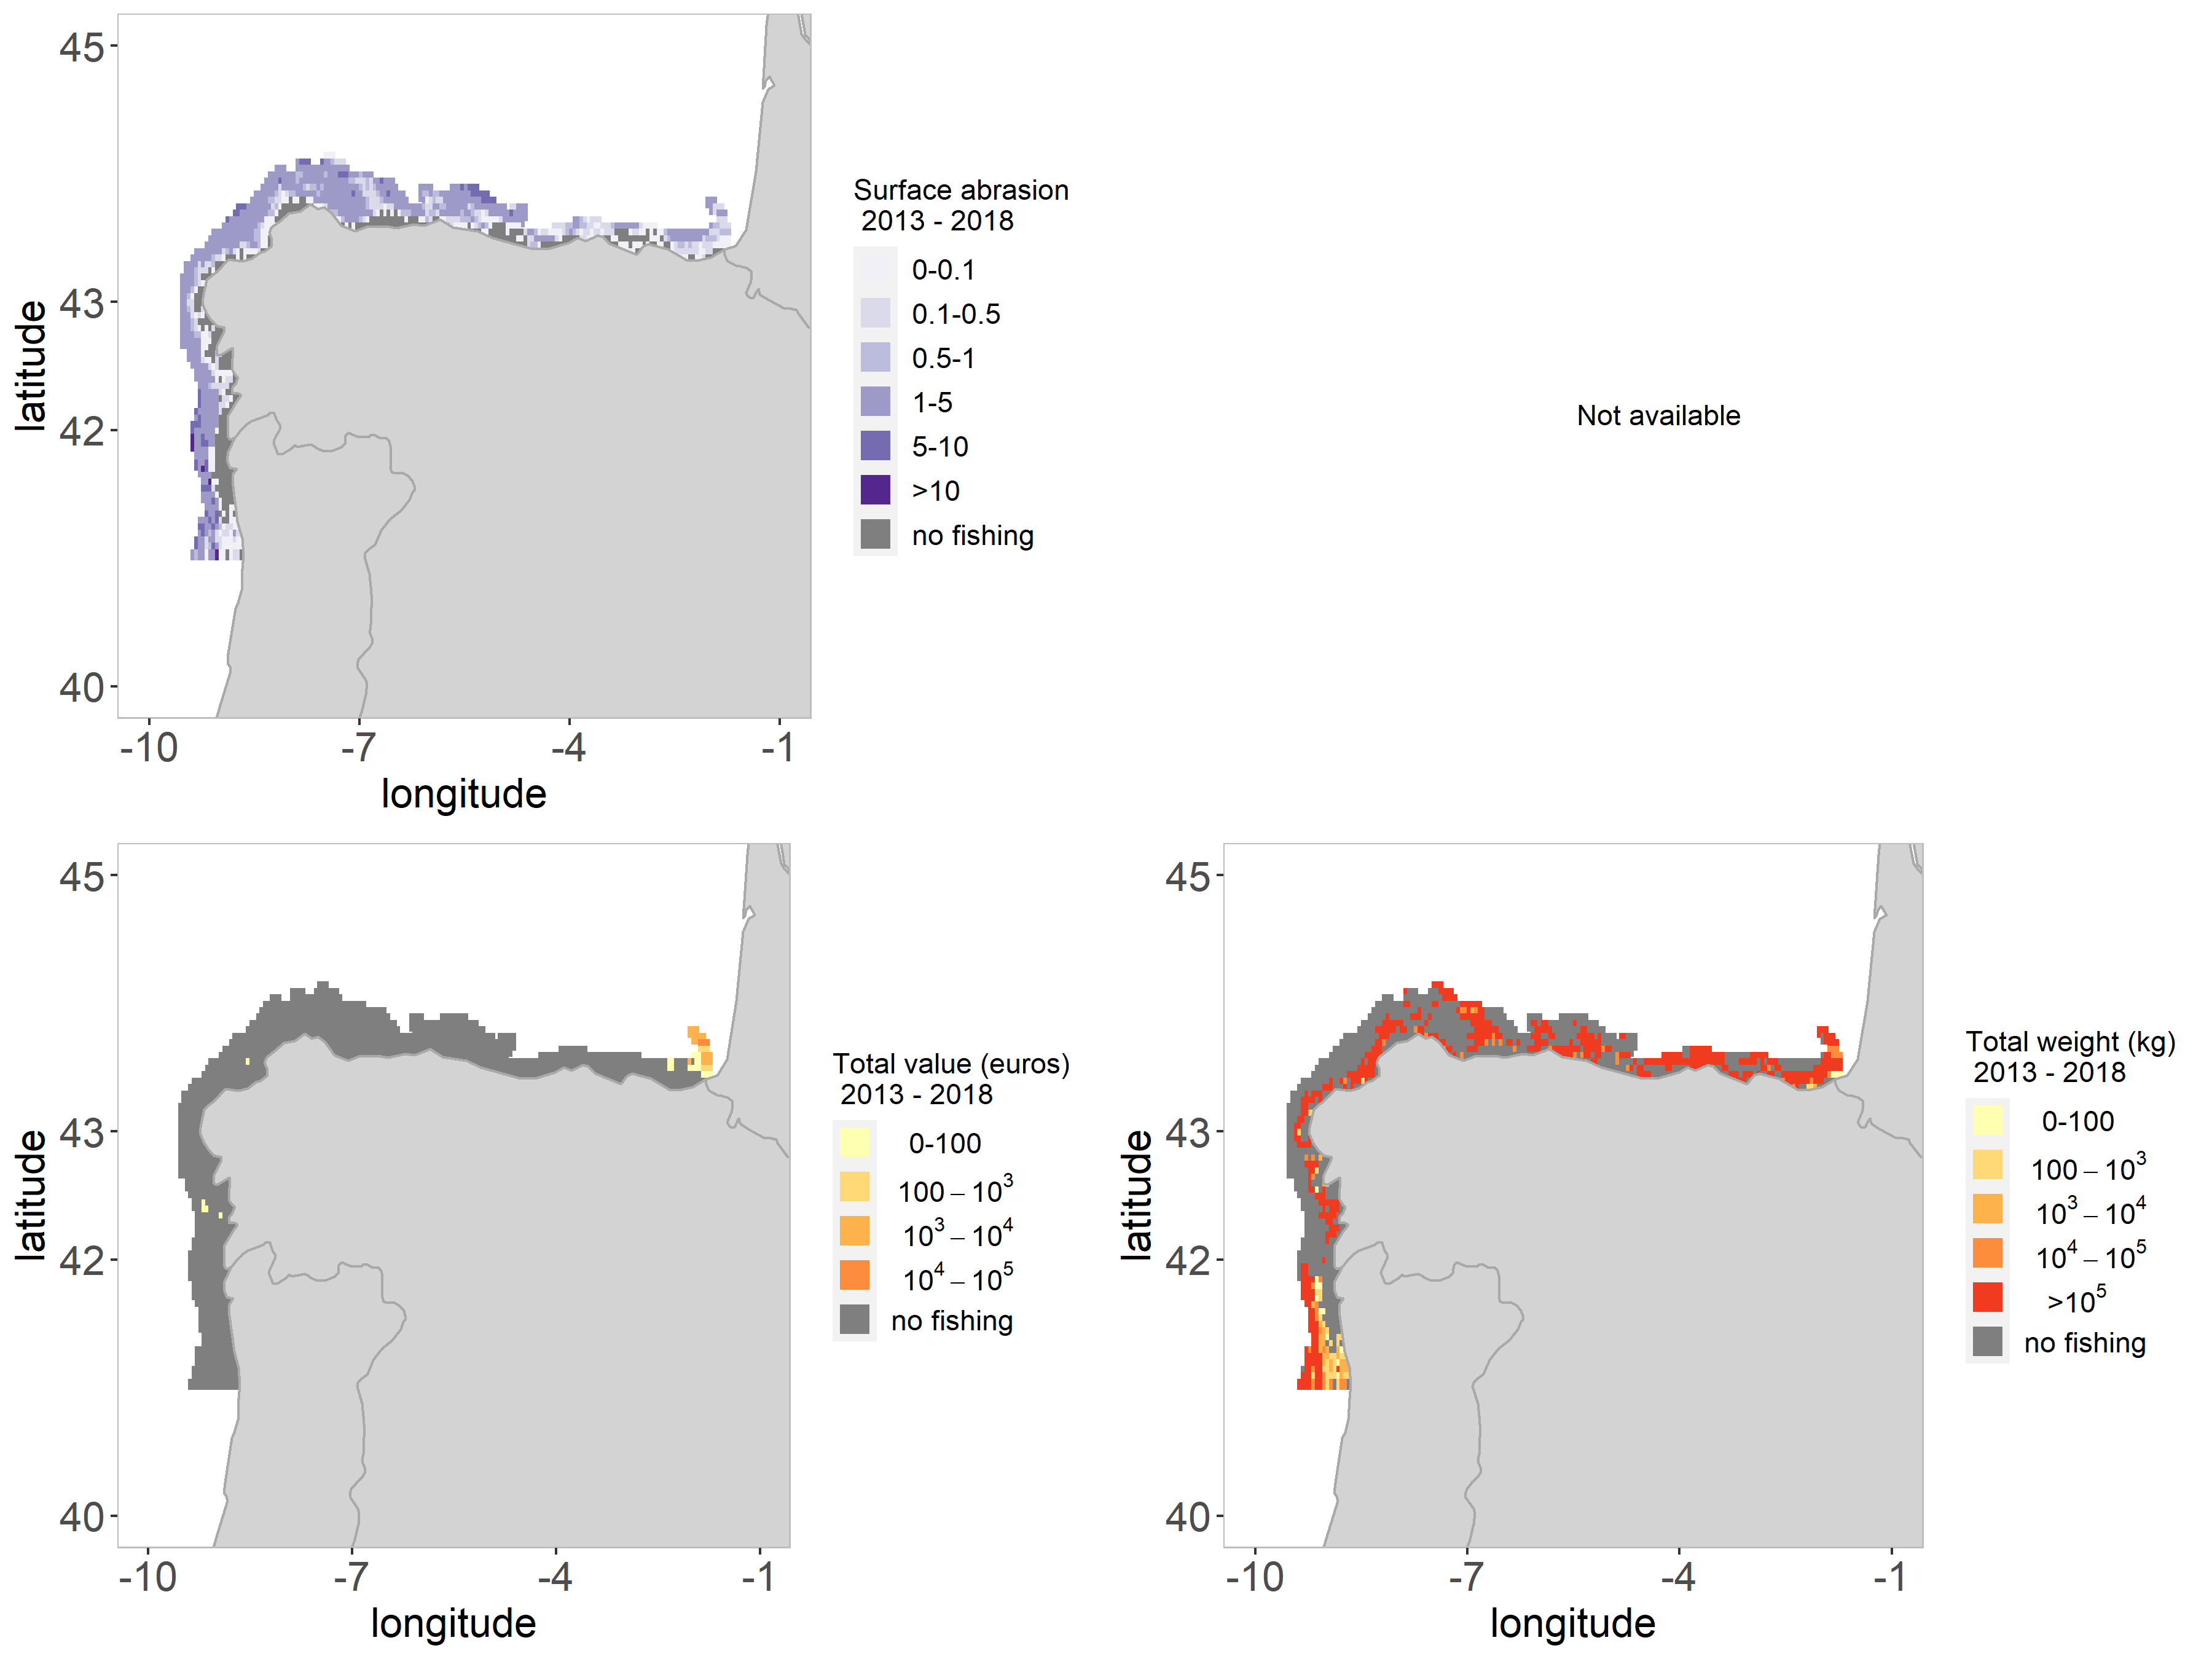 45
43
42
40
latitude
-10
-7
-4
-1
longitude
Surface abrasion
2013 - 2018
0-0.1
0.1-0.5
0.5-1
1-5
5-10
>10
no fishing
Not available
45
43
42
40
latitude
-10
-7
-4
-1
longitude
Total value (euros)
2013 - 2018
0-100
100 – 10³
10³ – 10⁴
10⁴ – 10⁵
no fishing
45
43
42
40
latitude
-10
-7
-4
-1
longitude
Total weight (kg)
2013 - 2018
0-100
100 – 10³
10³ – 10⁴
10⁴ – 10⁵
>10⁵
no fishing